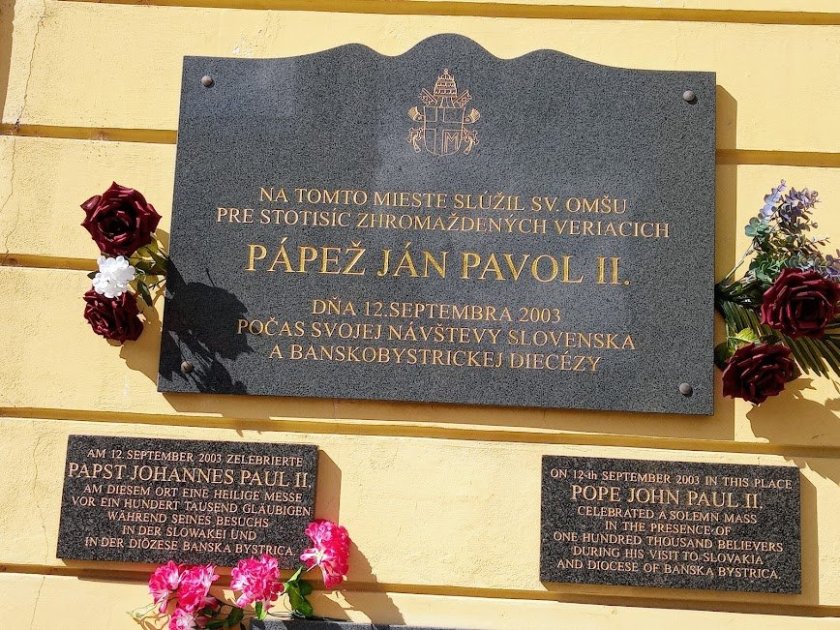 NA TOMTO MIESTE SLÚŽIL SV. OMŠU
PRE STOTISÍC ZHROMAŽDENÝCH VERIACICH
PÁPEŽ JÁN PAVOL II.
DŇA 12.SEPTEMBRA 2003
POČAS SVOJEJ NÁVŠTEVY SLOVENSKA
A BANSKOBYSTRICKEJ DIECÉZY
AM 12. SEPTEMBER 2003 ZELEBRIERTE
PAPST JOHANNES PAUL II.
AM DIESEM ORT EINE HEILIGE MESSE
VOR EIN HUNDERT TAUSEND GLÄUBIGEN
WÄHREND SEINES BESUCHS
IN DER SLOWAKEI UND
IN DER DIÖZESE BANSKA BYSTRICA.
ON 12-th SEPTEMBER 2003 IN THIS PLACE
POPE JOHN PAUL II.
CELEBRATED A SOLEMN MASS
IN THE PRESENCE OF
ONE HUNDRED THOUSAND BELIEVERS
DURING HIS VISIT TO SLOVAKIA
AND DIOCESE OF BANSKA BYSTRICA.